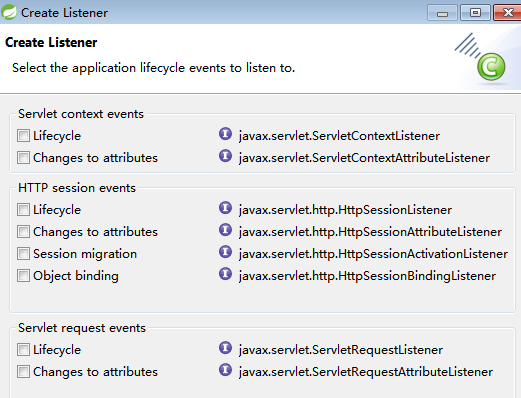 Create Listener
Create Listener
Select the application lifecycle events to listen to.
Servlet context events
Lifecycle javax.servlet.ServletContextListener
Changes to attributes javax.servlet.ServletContextAttributeListener
HTTP session events
Lifecycle javax.servlet.http.HttpSessionListener
Changes to attributes javax.servlet.http.HttpSessionAttributeListener
Session migration javax.servlet.http.HttpSessionActivationListener
Object binding javax.servlet.http.HttpSessionBindingListener
Servlet request events
Lifecycle javax.servlet.ServletRequestListener
Changes to attributes javax.servlet.ServletRequestAttributeListener